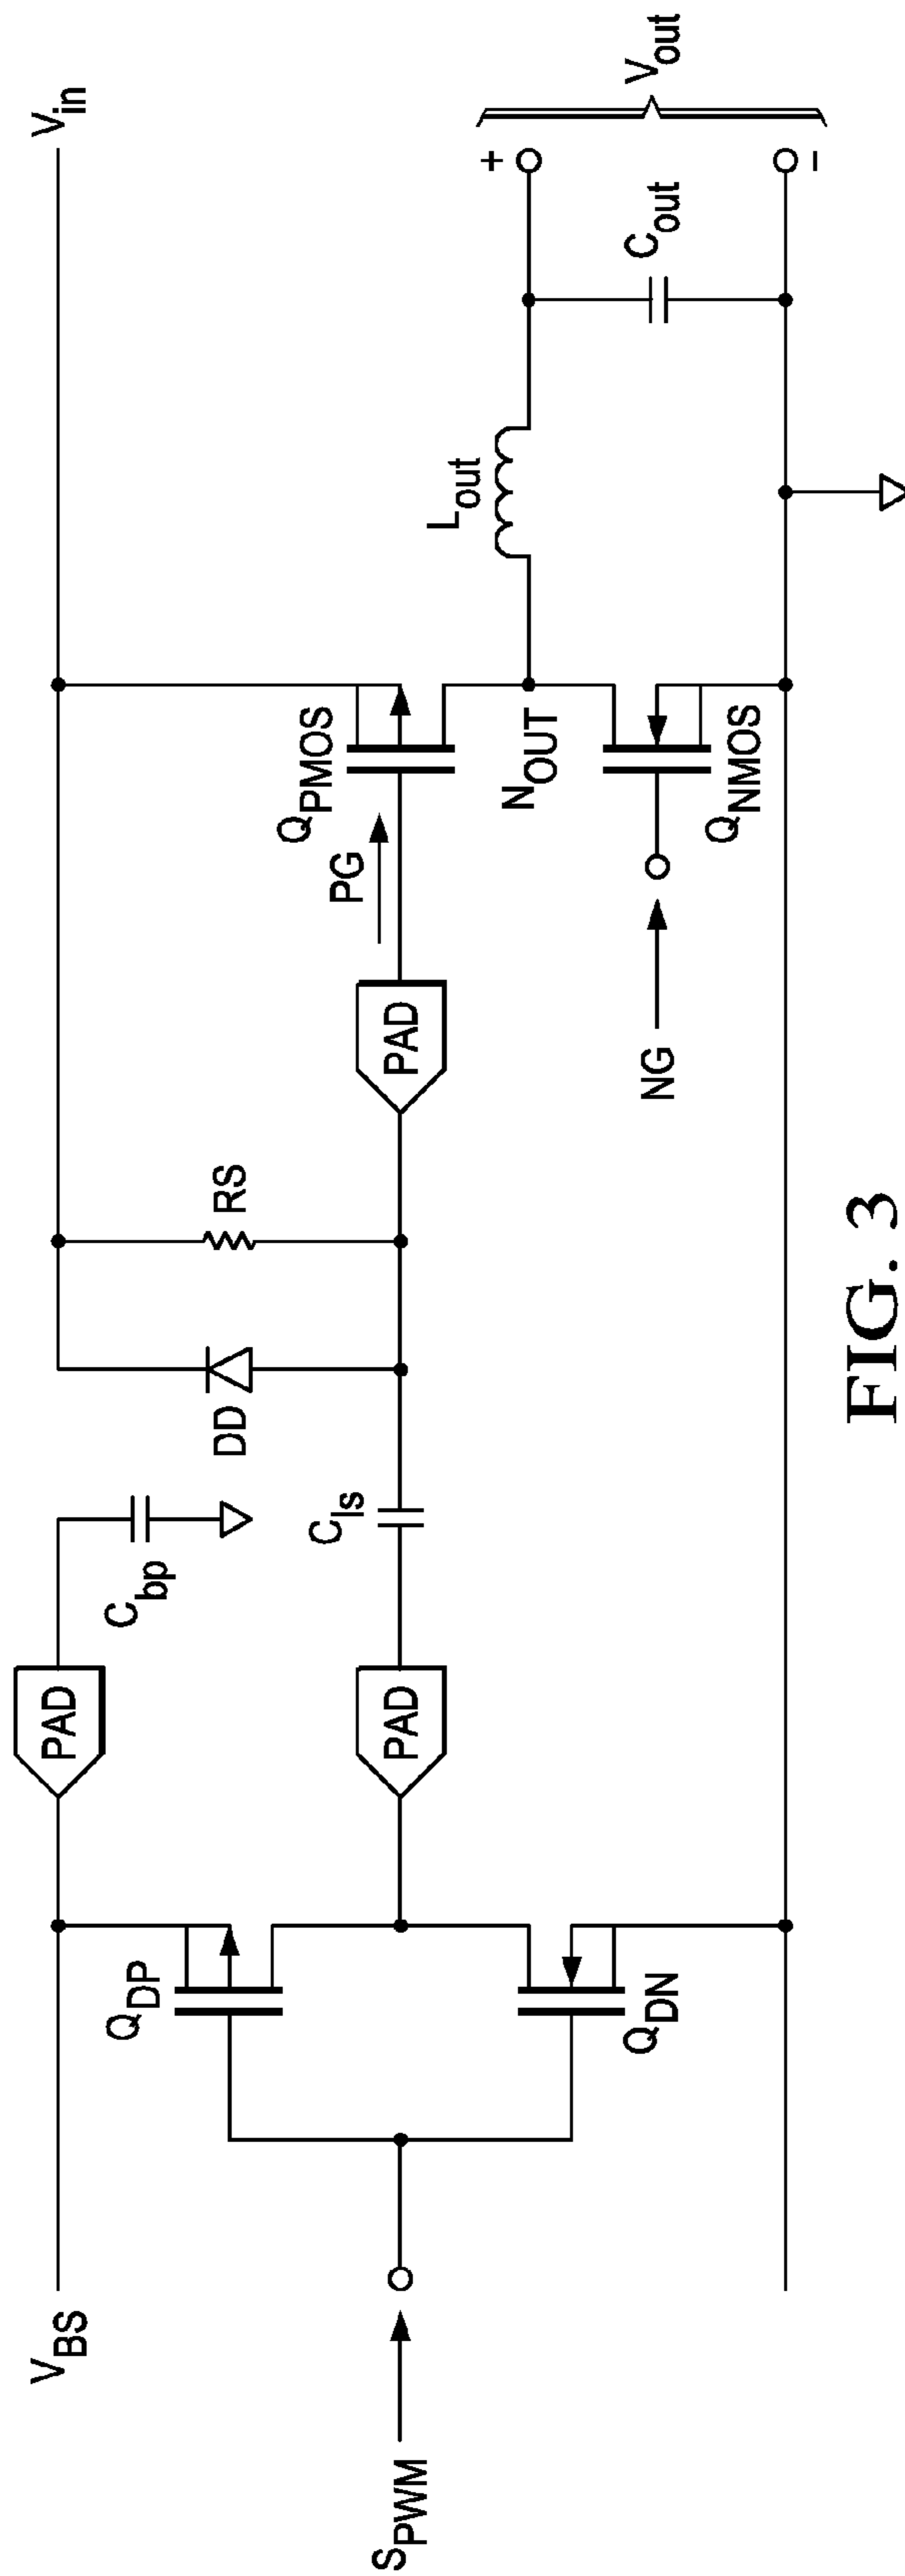 V_BS
PAD
C_bp
V_in
Q_DP
DD
RS
C_ls
PAD
PAD
PG
Q_PMOS
L_out
+
V_out
S_PWM
N_OUT
C_out
Q_DN
NG
Q_NMOS
-
FIG. 3